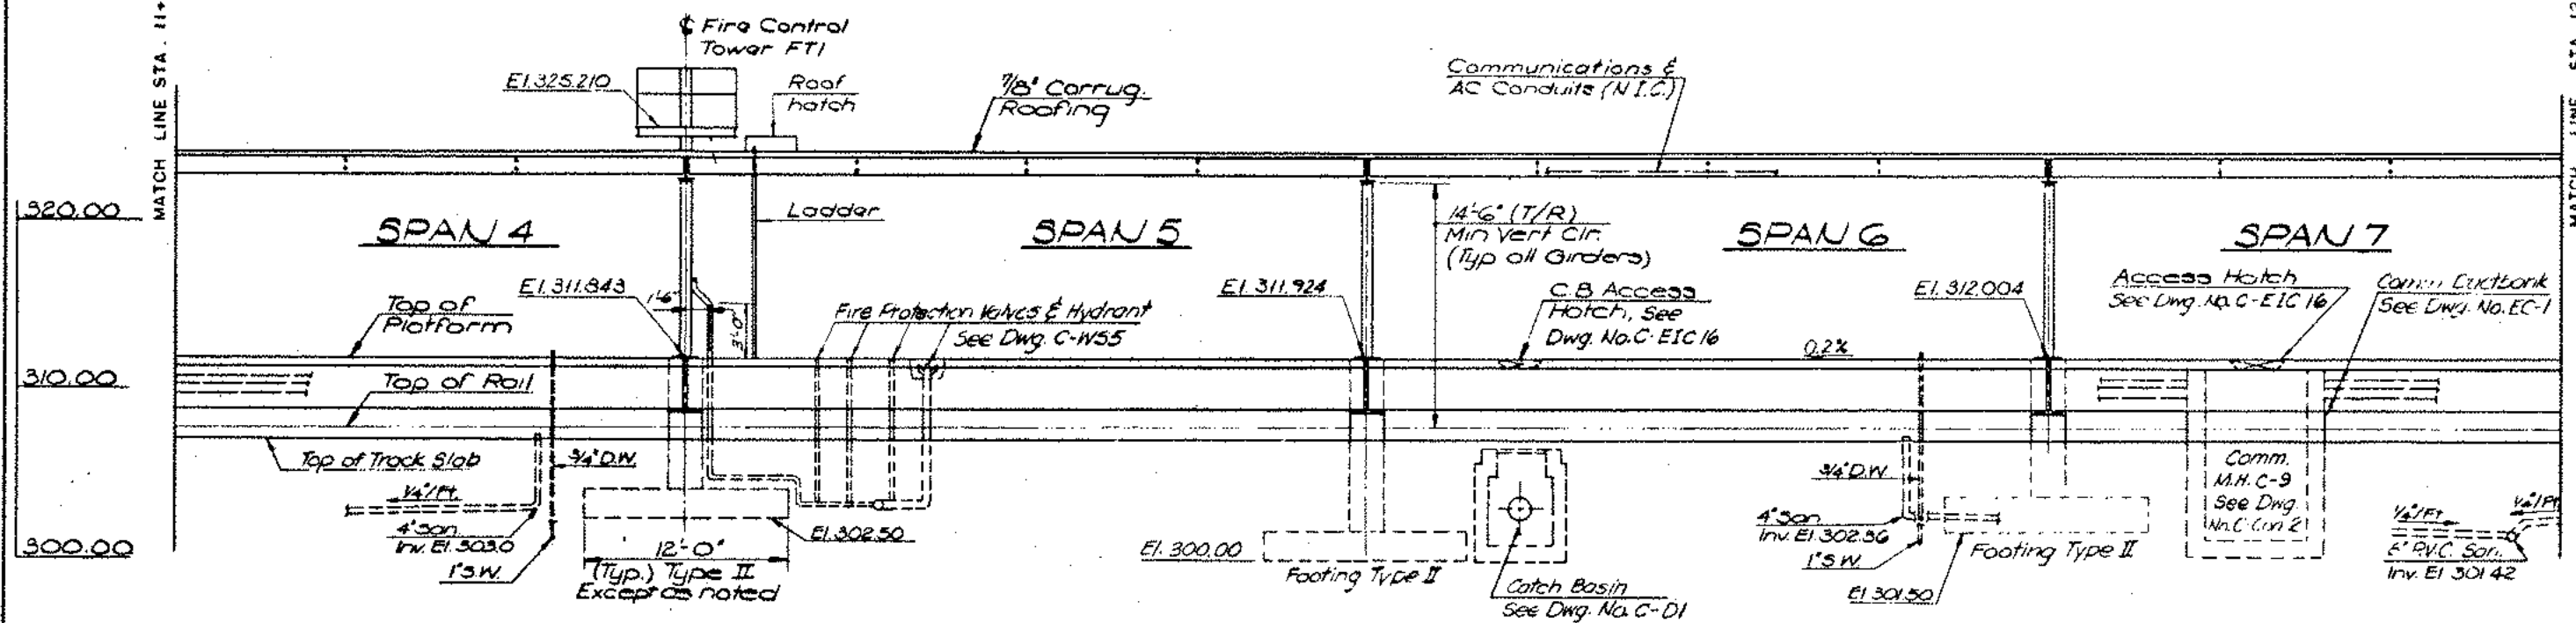 MATCH LINE STA. 11+
℄ Fire Control
Tower FT1
El. 325.210
Roof
hatch
7/8" Corrug.
Roofing
Communications &
AC Conduits (N.I.C.)
MATCH LINE STA. 12
320.00
310.00
300.00
SPAN 4
Ladder
SPAN 5
14'-6" (T/R)
Min Vert Clr.
(Typ all Girders)
SPAN 6
SPAN 7
Top of
Platform
El. 311.843
1'-6"
3'-0"
Fire Protection Valves & Hydrant
See Dwg. C-WS5
El. 311.924
C.B. Access
Hatch, See
Dwg. No. C-EIC 16
0.2%
El. 312.004
Access Hatch
See Dwg. No. C-EIC 16
Comm. Ductbank
See Dwg. No. EC-1
Top of Rail
Top of Track Slab
3/4" D.W.
1/4"/Ft.
4" San.
Inv. El. 303.0
1" S.W.
12'-0"
(Typ.) Type II
Except as noted
El. 302.50
El. 300.00
Footing Type II
Catch Basin
See Dwg. No. C-D1
3/4" D.W.
4" San.
Inv. El. 302.36
1" S.W.
Footing Type II
El. 301.50
Comm.
M.H. C-9
See Dwg.
No. C-Con 2
1/4"/Ft
1/4"/Ft
6" P.V.C. San.
Inv. El 301.42